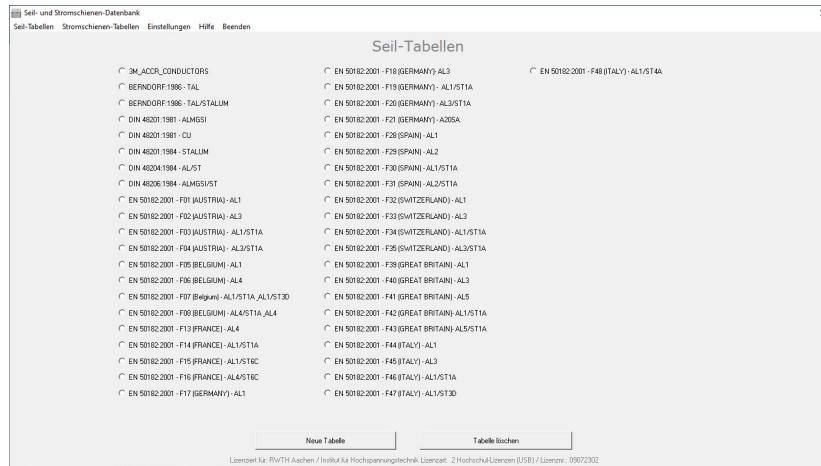 Seil- und Stromschienen-Datenbank
Seil-Tabellen Stromschienen-Tabellen Einstellungen Hilfe Beenden
Seil-Tabellen
3M_ACCR_CONDUCTORS
BERNDORF:1986 - TAL
BERNDORF:1986 - TAL/STALUM
DIN 48201:1981 - ALMGSI
DIN 48201:1981 - CU
DIN 48201:1984 - STALUM
DIN 48204:1984 - AL/ST
DIN 48206:1984 - ALMGSI/ST
EN 50182:2001 - F01 (AUSTRIA) - AL1
EN 50182:2001 - F02 (AUSTRIA) - AL3
EN 50182:2001 - F03 (AUSTRIA) - AL1/ST1A
EN 50182:2001 - F04 (AUSTRIA) - AL3/ST1A
EN 50182:2001 - F05 (BELGIUM) - AL1
EN 50182:2001 - F06 (BELGIUM) - AL4
EN 50182:2001 - F07 (Belgium) - AL1/ST1A_AL1/ST3D
EN 50182:2001 - F08 (BELGIUM) - AL4/ST1A_AL4
EN 50182:2001 - F13 (FRANCE) - AL4
EN 50182:2001 - F14 (FRANCE) - AL1/ST1A
EN 50182:2001 - F15 (FRANCE) - AL1/ST6C
EN 50182:2001 - F16 (FRANCE) - AL4/ST6C
EN 50182:2001 - F17 (GERMANY) - AL1
EN 50182:2001 - F18 (GERMANY)- AL3
EN 50182:2001 - F19 (GERMANY) - AL1/ST1A
EN 50182:2001 - F20 (GERMANY) - AL3/ST1A
EN 50182:2001 - F21 (GERMANY) - A20SA
EN 50182:2001 - F28 (SPAIN) - AL1
EN 50182:2001 - F29 (SPAIN) - AL2
EN 50182:2001 - F30 (SPAIN) - AL1/ST1A
EN 50182:2001 - F31 (SPAIN) - AL2/ST1A
EN 50182:2001 - F32 (SWITZERLAND) - AL1
EN 50182:2001 - F33 (SWITZERLAND) - AL3
EN 50182:2001 - F34 (SWITZERLAND) - AL1/ST1A
EN 50182:2001 - F35 (SWITZERLAND) - AL3/ST1A
EN 50182:2001 - F39 (GREAT BRITAIN) - AL1
EN 50182:2001 - F40 (GREAT BRITAIN) - AL3
EN 50182:2001 - F41 (GREAT BRITAIN) - AL5
EN 50182:2001 - F42 (GREAT BRITAIN)- AL1/ST1A
EN 50182:2001 - F43 (GREAT BRITAIN)- AL5/ST1A
EN 50182:2001 - F44 (ITALY) - AL1
EN 50182:2001 - F45 (ITALY) - AL3
EN 50182:2001 - F46 (ITALY) - AL1/ST1A
EN 50182:2001 - F47 (ITALY) - AL1/ST3D
EN 50182:2001 - F48 (ITALY) - AL1/ST4A
Neue Tabelle
Tabelle löschen
Lizenziert für: RWTH Aachen / Institut für Hochspannungstechnik Lizenzart: 2 Hochschul-Lizenzen (USB) / Lizenznr.: 09072302